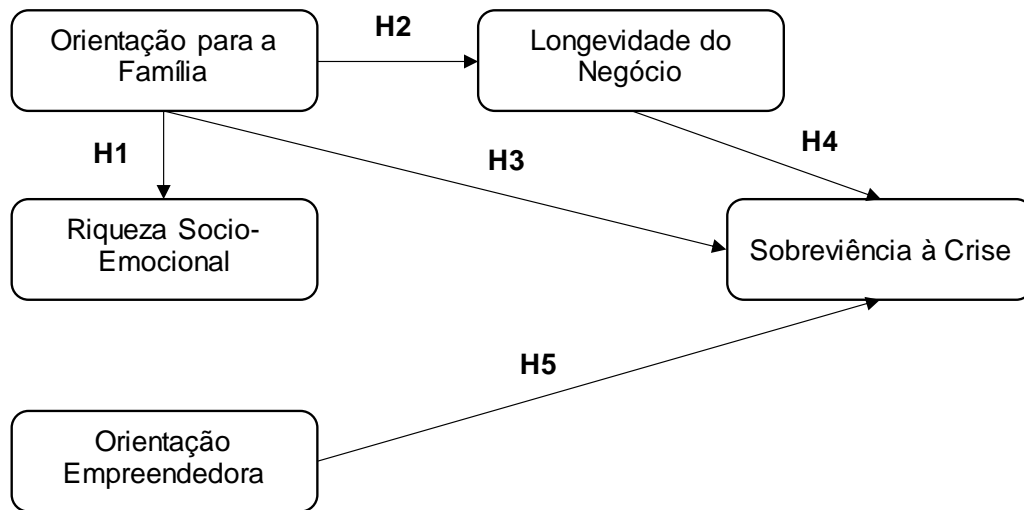 Orientação para a
Família
H2
Longevidade do
Negócio
H1
H3
H4
Riqueza Socio-
Emocional
Sobreviência à Crise
H5
Orientação
Empreendedora